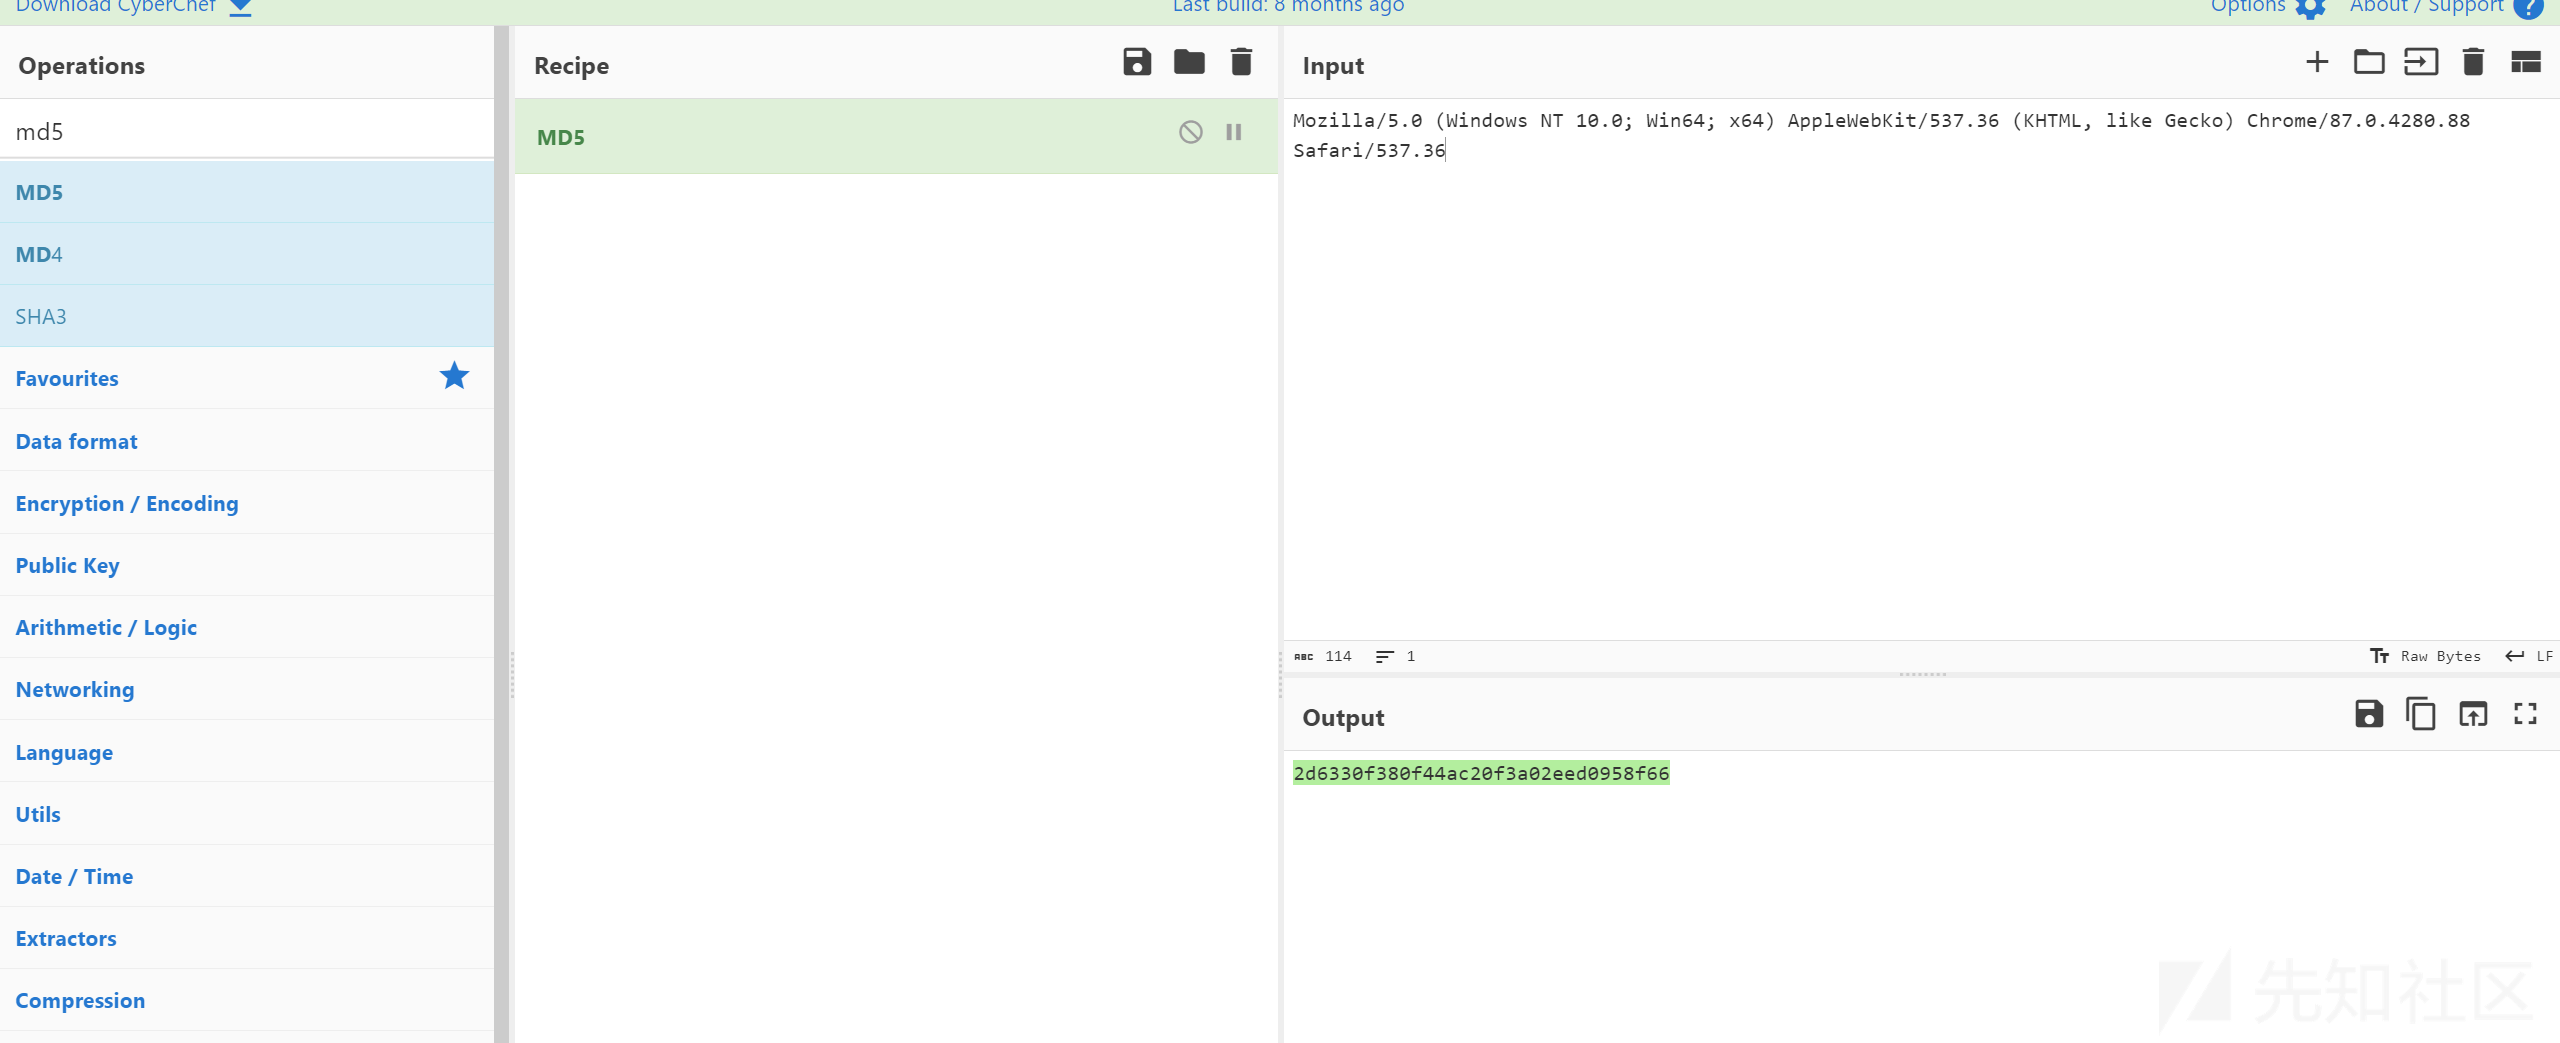 Download CyberChef
Last build: 8 months ago
Options
About / Support
Operations
md5
MD5
MD4
SHA3
Favourites
Data format
Encryption / Encoding
Public Key
Arithmetic / Logic
Networking
Language
Utils
Date / Time
Extractors
Compression
Recipe
MD5
Input
Mozilla/5.0 (Windows NT 10.0; Win64; x64) AppleWebKit/537.36 (KHTML, like Gecko) Chrome/87.0.4280.88
Safari/537.36
ABC 114 1
Raw Bytes LF
Output
2d6330f380f44ac20f3a02eed0958f66
先知社区